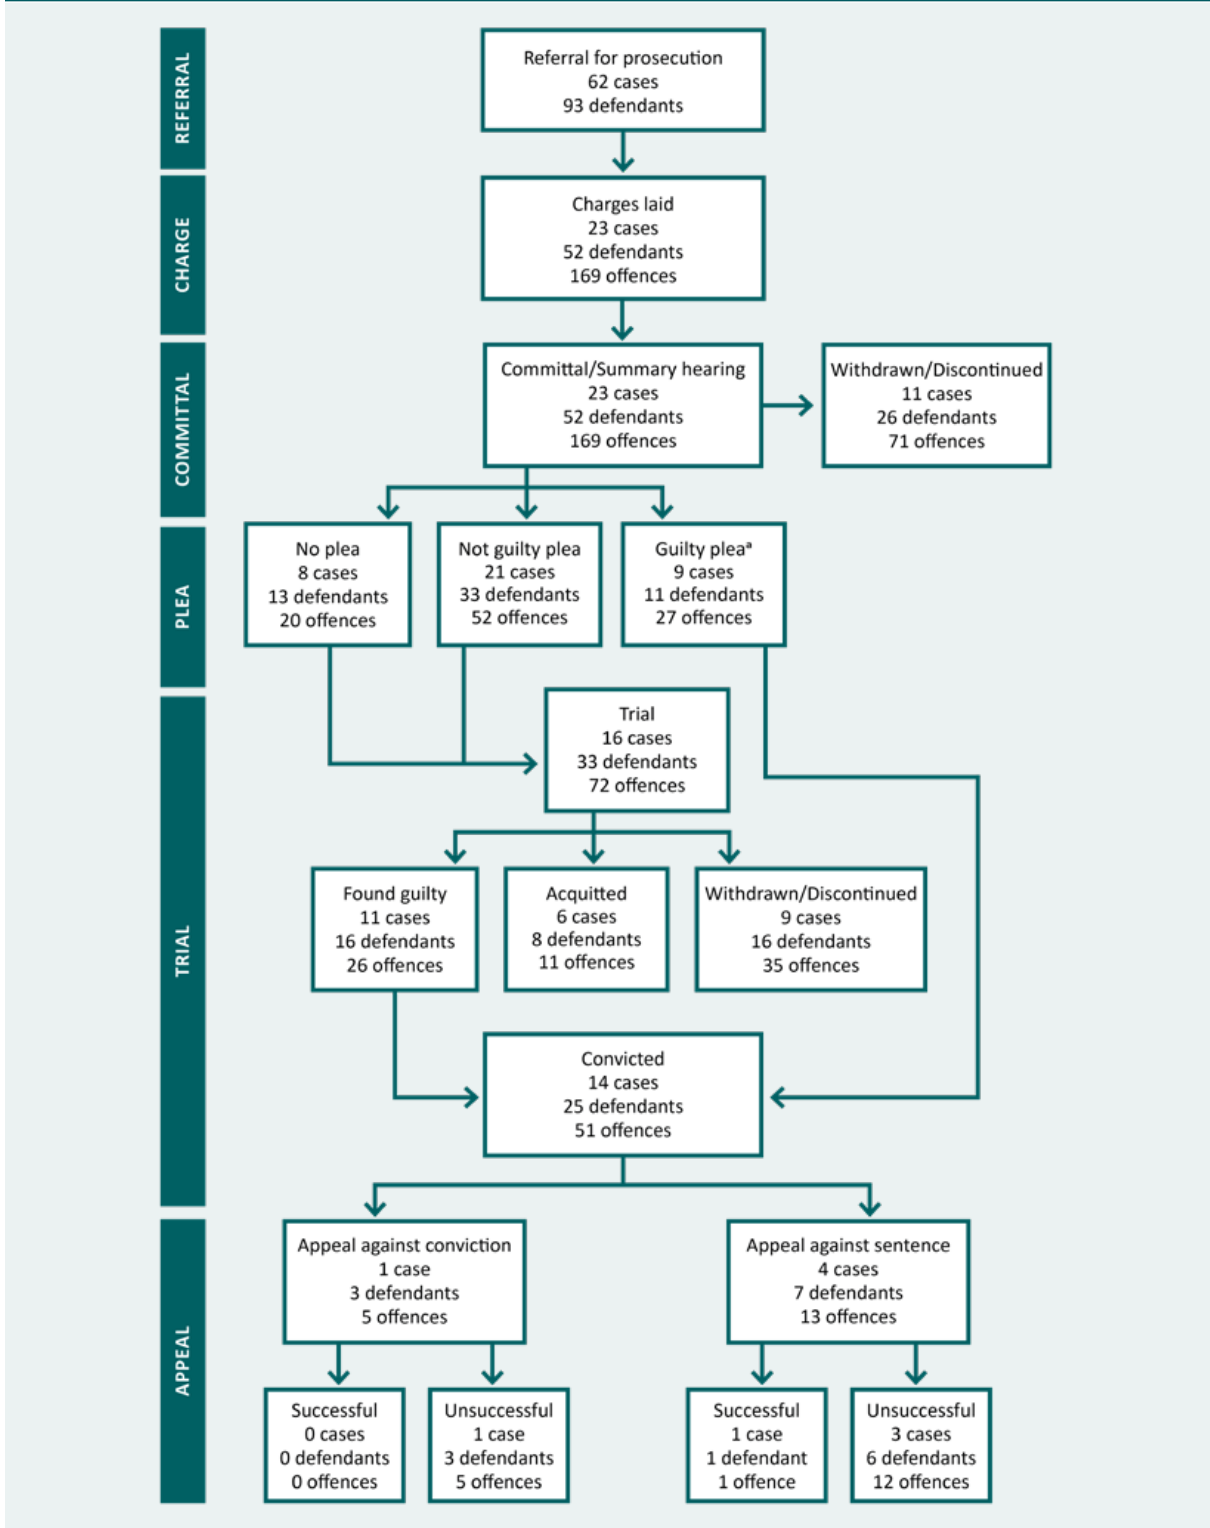 REFERRAL
Referral for prosecution
62 cases
93 defendants
CHARGE
Charges laid
23 cases
52 defendants
169 offences
COMMITTAL
Committal/Summary hearing
23 cases
52 defendants
169 offences
Withdrawn/Discontinued
11 cases
26 defendants
71 offences
PLEA
No plea
8 cases
13 defendants
20 offences
Not guilty plea
21 cases
33 defendants
52 offences
Guilty pleaᵃ
9 cases
11 defendants
27 offences
TRIAL
Trial
16 cases
33 defendants
72 offences
Found guilty
11 cases
16 defendants
26 offences
Acquitted
6 cases
8 defendants
11 offences
Withdrawn/Discontinued
9 cases
16 defendants
35 offences
Convicted
14 cases
25 defendants
51 offences
APPEAL
Appeal against conviction
1 case
3 defendants
5 offences
Appeal against sentence
4 cases
7 defendants
13 offences
Successful
0 cases
0 defendants
0 offences
Unsuccessful
1 case
3 defendants
5 offences
Successful
1 case
1 defendant
1 offence
Unsuccessful
3 cases
6 defendants
12 offences